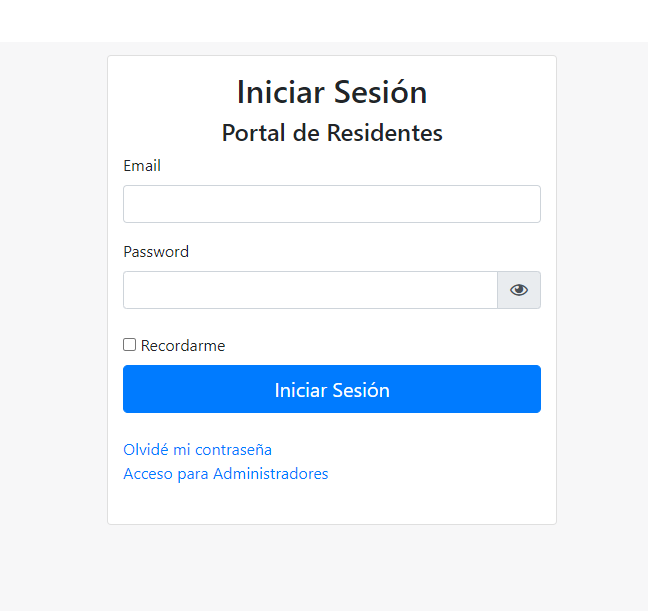 Iniciar Sesión
Portal de Residentes
Email
Password
Recordarme
Iniciar Sesión
Olvidé mi contraseña
Acceso para Administradores